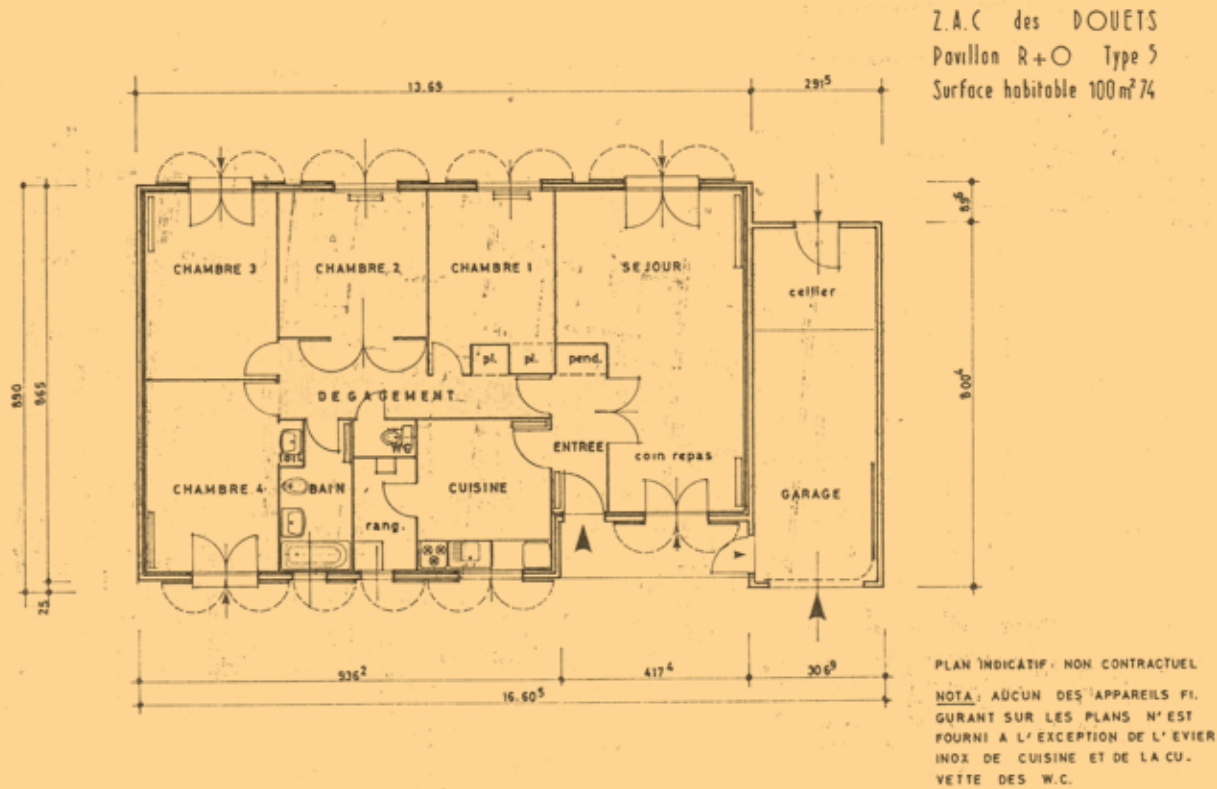 Z.A.C des DOUETS
Pavillon R+O Type 5
Surface habitable 100 m² 74
13.69
291⁵
890
865
25
89⁶
800⁴
CHAMBRE 3
CHAMBRE 2
CHAMBRE 1
SEJOUR
cellier
pl.
pl.
pend.
DEGAGEMENT
WC
ENTREE
coin repas
CHAMBRE 4
BAIN
CUISINE
rang.
GARAGE
936²
417⁴
306⁹
16.60⁵
PLAN INDICATIF. NON CONTRACTUEL
NOTA: AUCUN DES APPAREILS FI.
GURANT SUR LES PLANS N'EST
FOURNI A L'EXCEPTION DE L'EVIER
INOX DE CUISINE ET DE LA CU.
VETTE DES W.C.